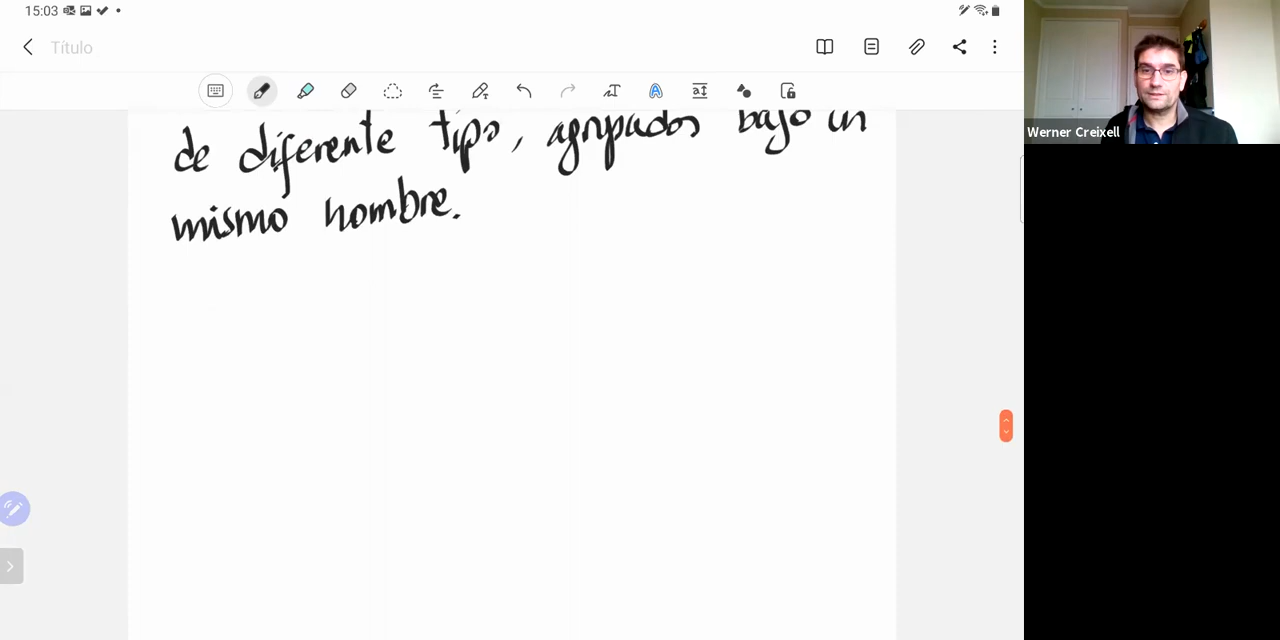 15:03
Título
de diferente tipo, agrupados bajo un
mismo nombre.
Werner Creixell